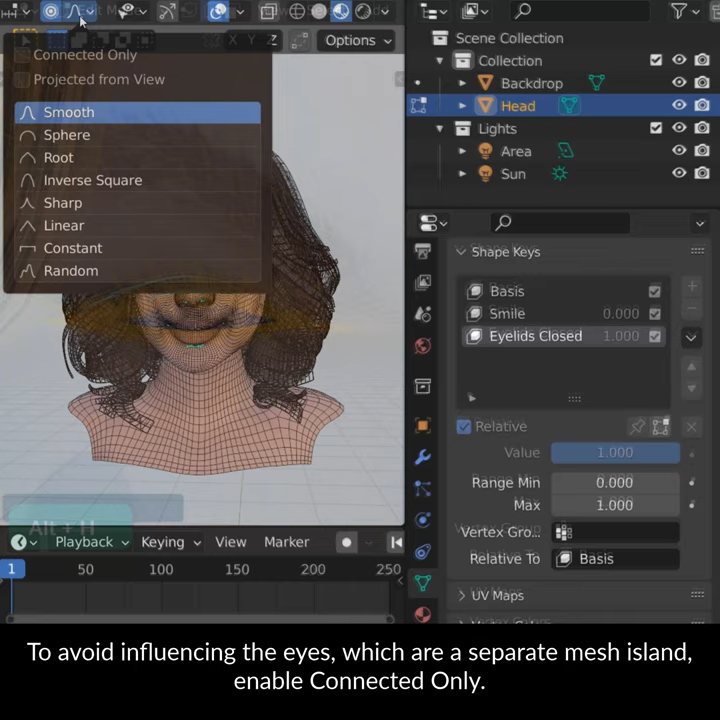 X Y Z Options
Connected Only
Projected from View
Smooth
Sphere
Root
Inverse Square
Sharp
Linear
Constant
Random
Alt + H
Playback Keying View Marker
1 50 100 150 200 250
Scene Collection
Collection
Backdrop
Head
Lights
Area
Sun
Shape Keys
Basis
Smile 0.000
Eyelids Closed 1.000
Relative
Value 1.000
Range Min 0.000
Max 1.000
Vertex Gro...
Relative To Basis
UV Maps
To avoid influencing the eyes, which are a separate mesh island,
enable Connected Only.